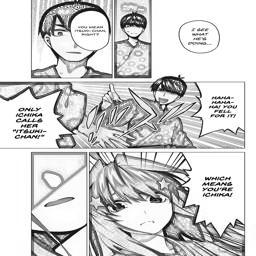 YOU MEAN
ITSUKI-CHAN,
RIGHT?
I SEE
WHAT
HE'S
DOING...
HAHA-
HAHA-
HA! YOU
FELL
FOR IT!
ONLY
ICHIKA
CALLS
HER
"ITSUKI-
CHAN!"
WHICH
MEANS
YOU'RE
ICHIKA!